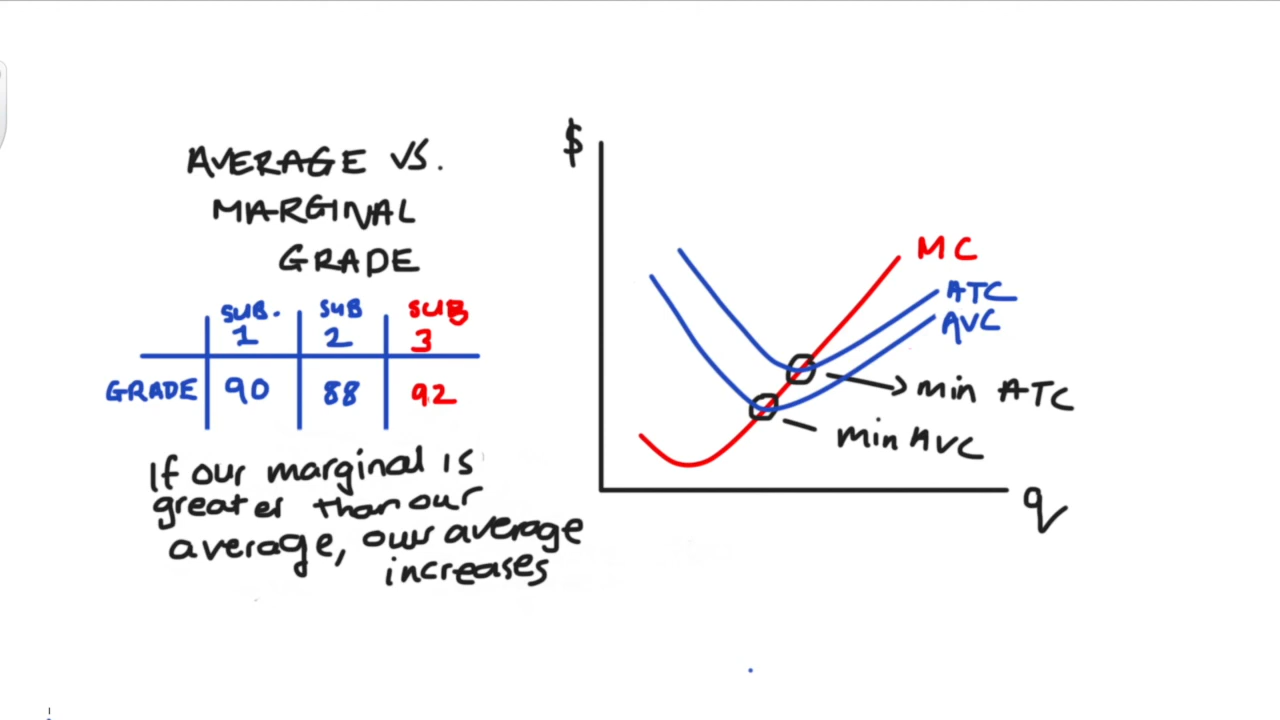 AVERAGE VS.
MARGINAL
GRADE
SUB. SUB SUB
1 2 3
GRADE 90 88 92
If our marginal is
greater than our
average, our average
increases
$
MC
ATC
AVC
min ATC
min AVC
q